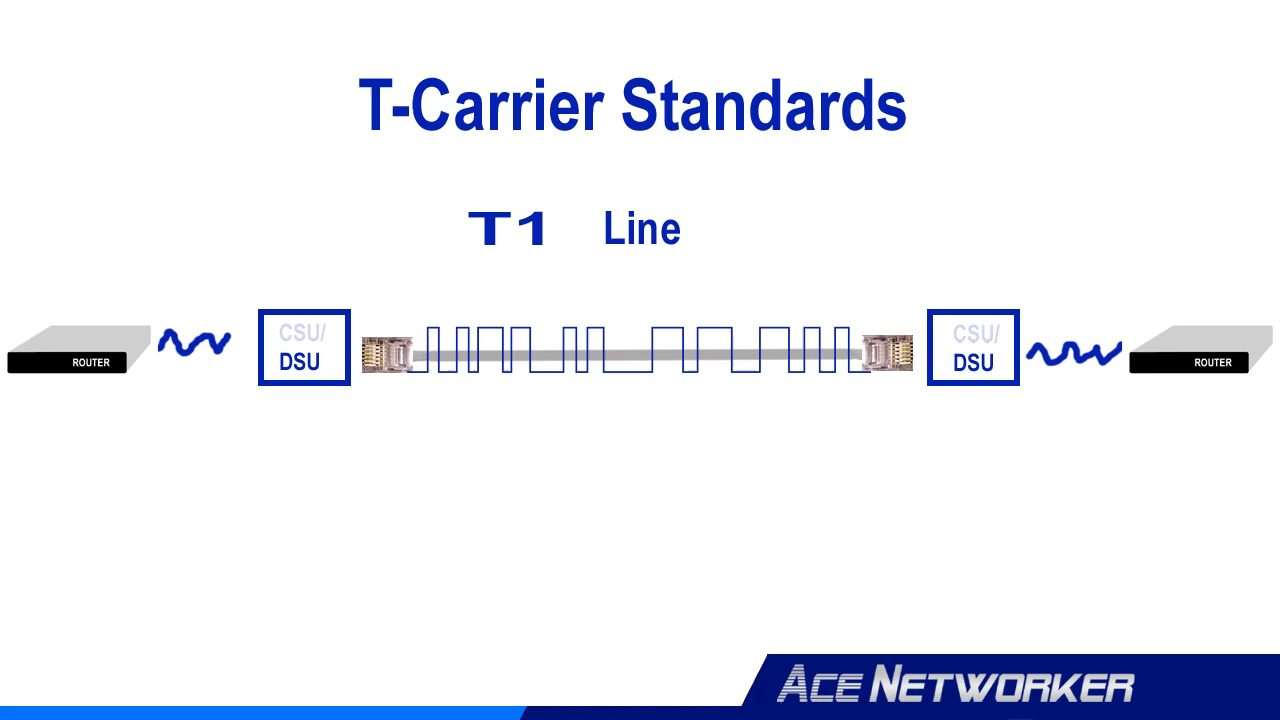 T-Carrier Standards
T1 Line
CSU/
DSU
CSU/
DSU
ROUTER
ROUTER
ACE NETWORKER